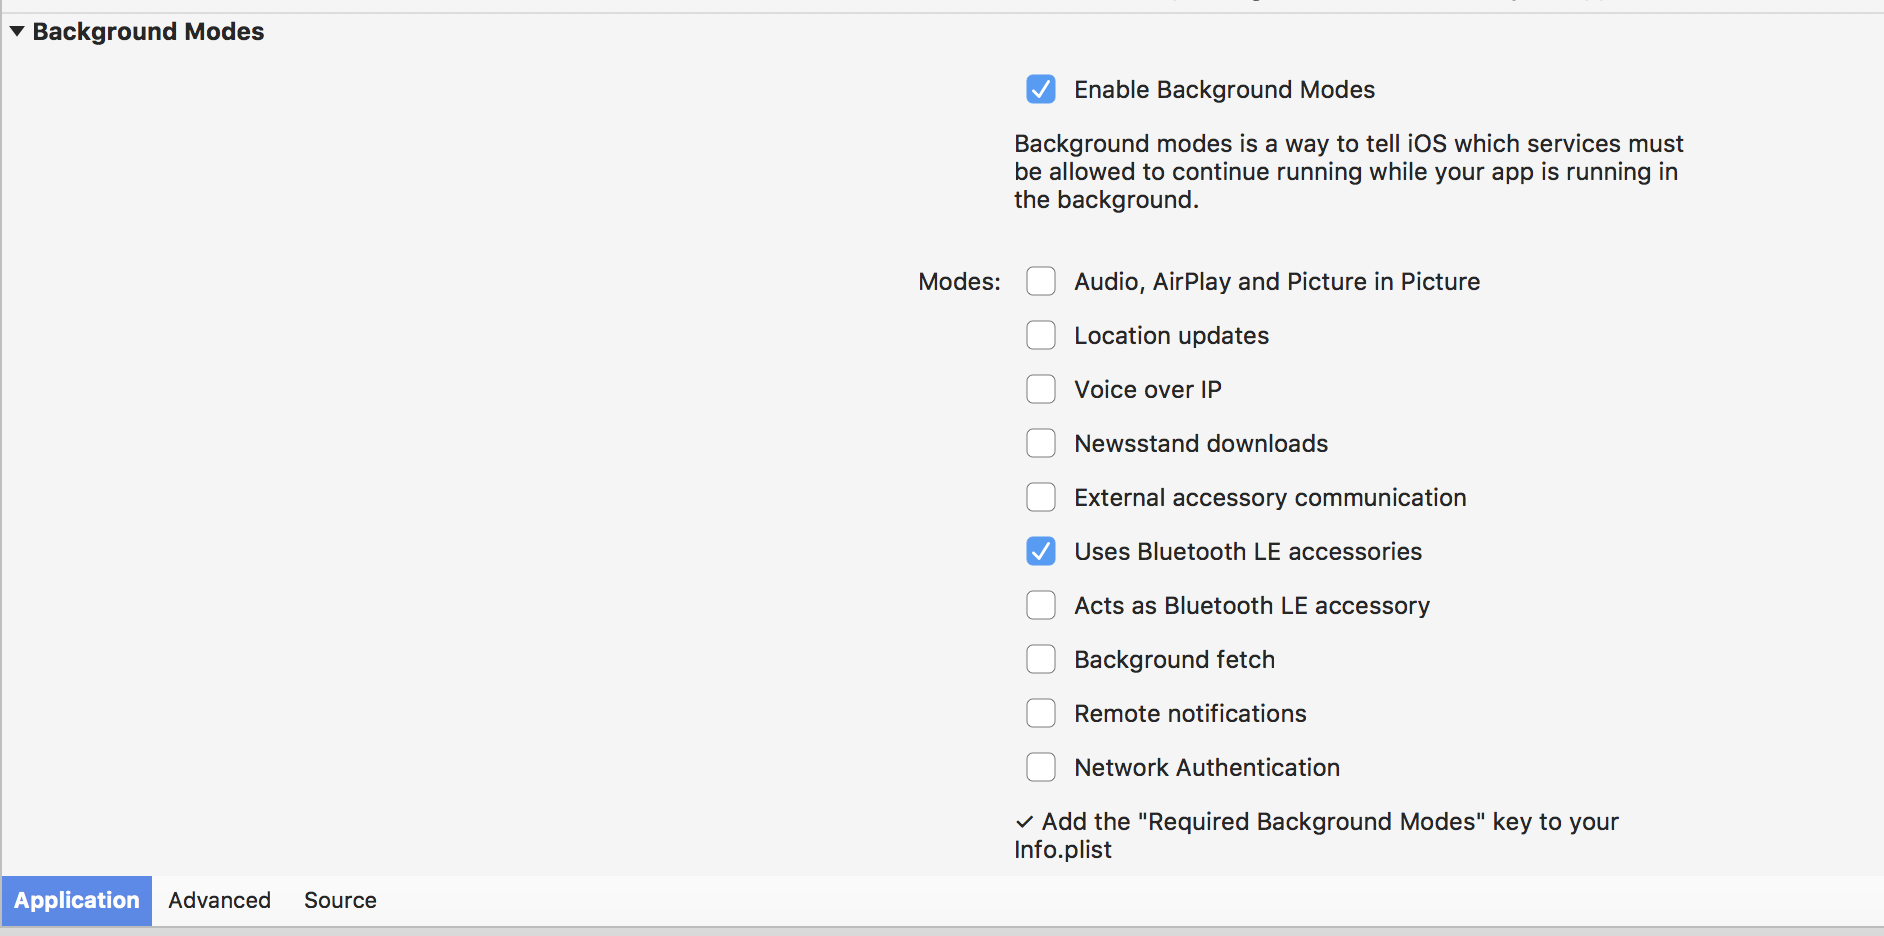 Background Modes
Enable Background Modes
Background modes is a way to tell iOS which services must
be allowed to continue running while your app is running in
the background.
Modes:
Audio, AirPlay and Picture in Picture
Location updates
Voice over IP
Newsstand downloads
External accessory communication
Uses Bluetooth LE accessories
Acts as Bluetooth LE accessory
Background fetch
Remote notifications
Network Authentication
✓ Add the "Required Background Modes" key to your
Info.plist
Application Advanced Source